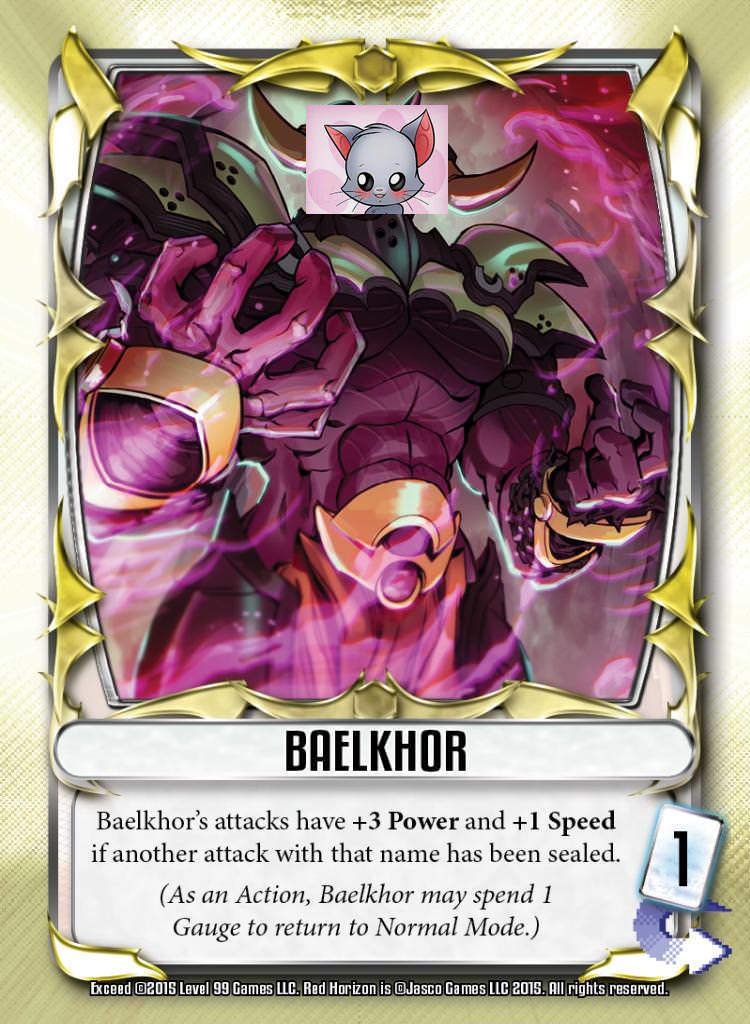 BAELKHOR
Baelkhor’s attacks have +3 Power and +1 Speed
if another attack with that name has been sealed.
(As an Action, Baelkhor may spend 1
Gauge to return to Normal Mode.)
1
Exceed ©2015 Level 99 Games LLC. Red Horizon is ©Jasco Games LLC 2015. All rights reserved.